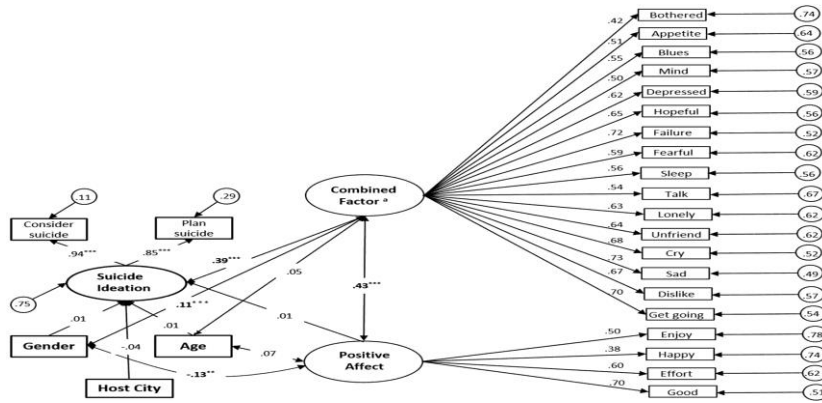 .42 Bothered .74
.51 Appetite .64
.55 Blues .56
.50 Mind .57
.62 Depressed .59
.65 Hopeful .56
.72 Failure .52
.59 Fearful .62
.56 Sleep .56
.54 Talk .67
.63 Lonely .62
.64 Unfriend .62
.68 Cry .52
.73 Sad .49
.67 Dislike .57
.70 Get going .54
.50 Enjoy .78
.38 Happy .74
.60 Effort .62
.70 Good .51
Combined
Factor a
.11
.29
Consider
suicide
Plan
suicide
.94***
.85***
.39***
Suicide
Ideation
.05
.43***
.75
.11***
.01
.01
.01
Gender
-.04
Age
.07
Positive
Affect
-.13**
Host City